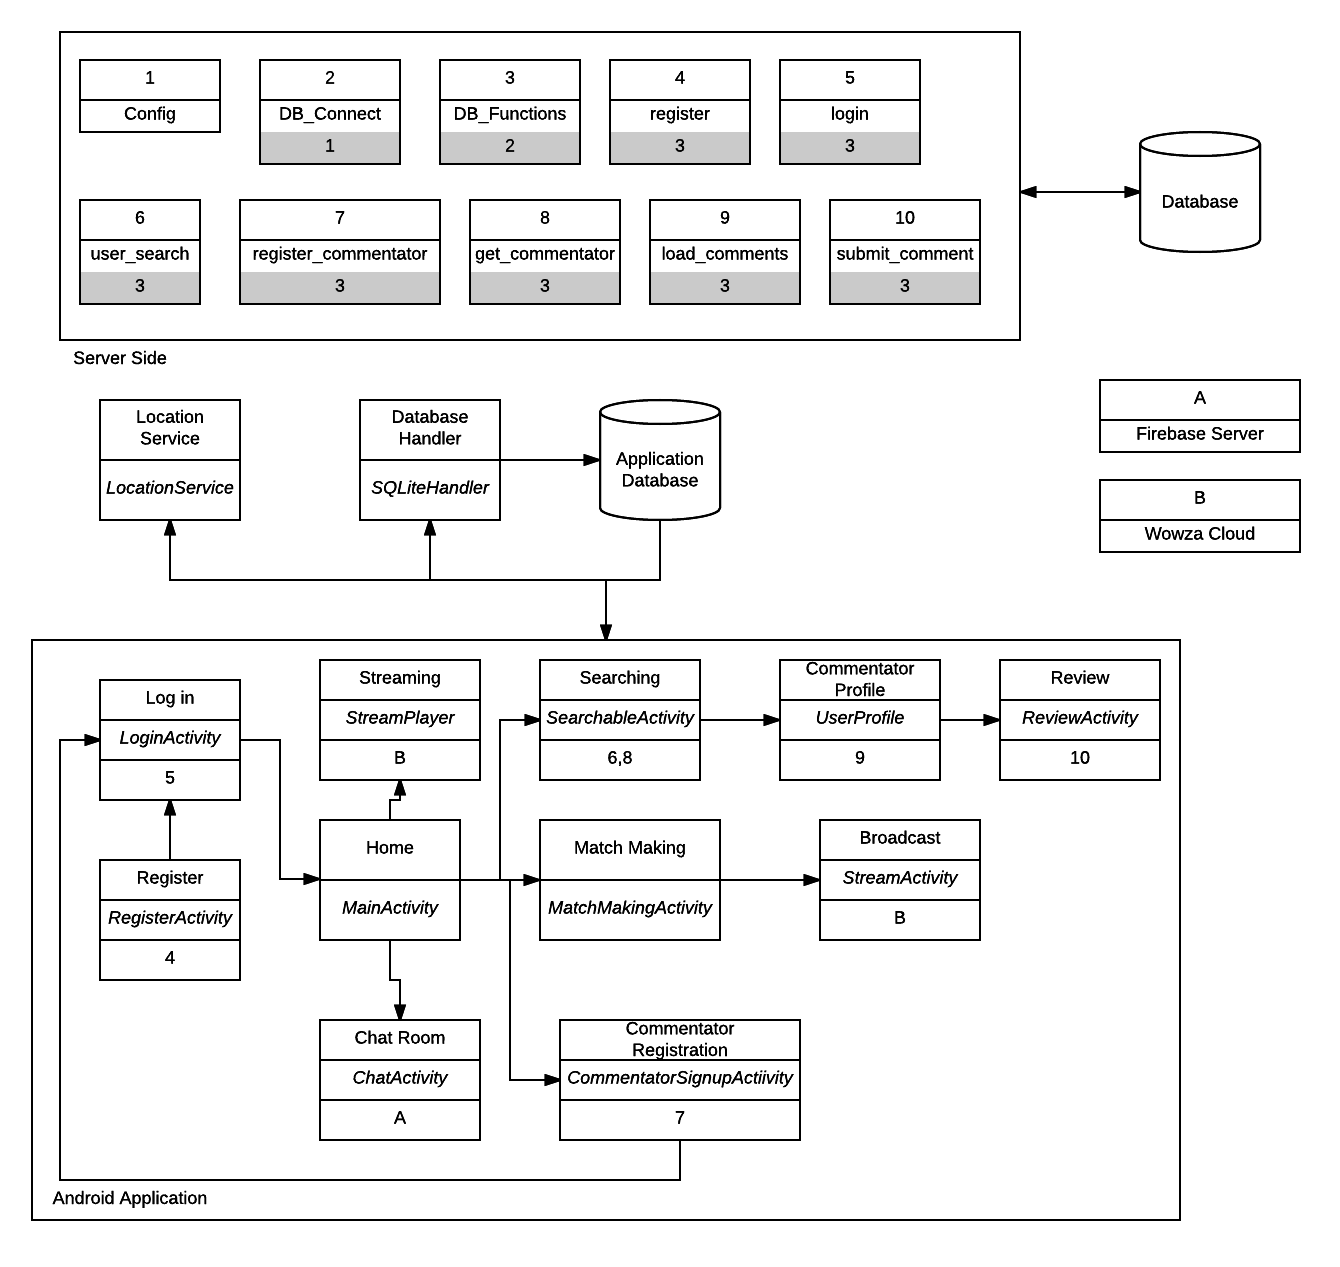 1
Config
2
DB_Connect
1
3
DB_Functions
2
4
register
3
5
login
3
6
user_search
3
7
register_commentator
3
8
get_commentator
3
9
load_comments
3
10
submit_comment
3
Server Side
Database
Location
Service
LocationService
Database
Handler
SQLiteHandler
Application
Database
A
Firebase Server
B
Wowza Cloud
Log in
LoginActivity
5
Register
RegisterActivity
4
Streaming
StreamPlayer
B
Home
MainActivity
Chat Room
ChatActivity
A
Searching
SearchableActivity
6,8
Commentator
Profile
UserProfile
9
Review
ReviewActivity
10
Match Making
MatchMakingActivity
Broadcast
StreamActivity
B
Commentator
Registration
CommentatorSignupActiivity
7
Android Application